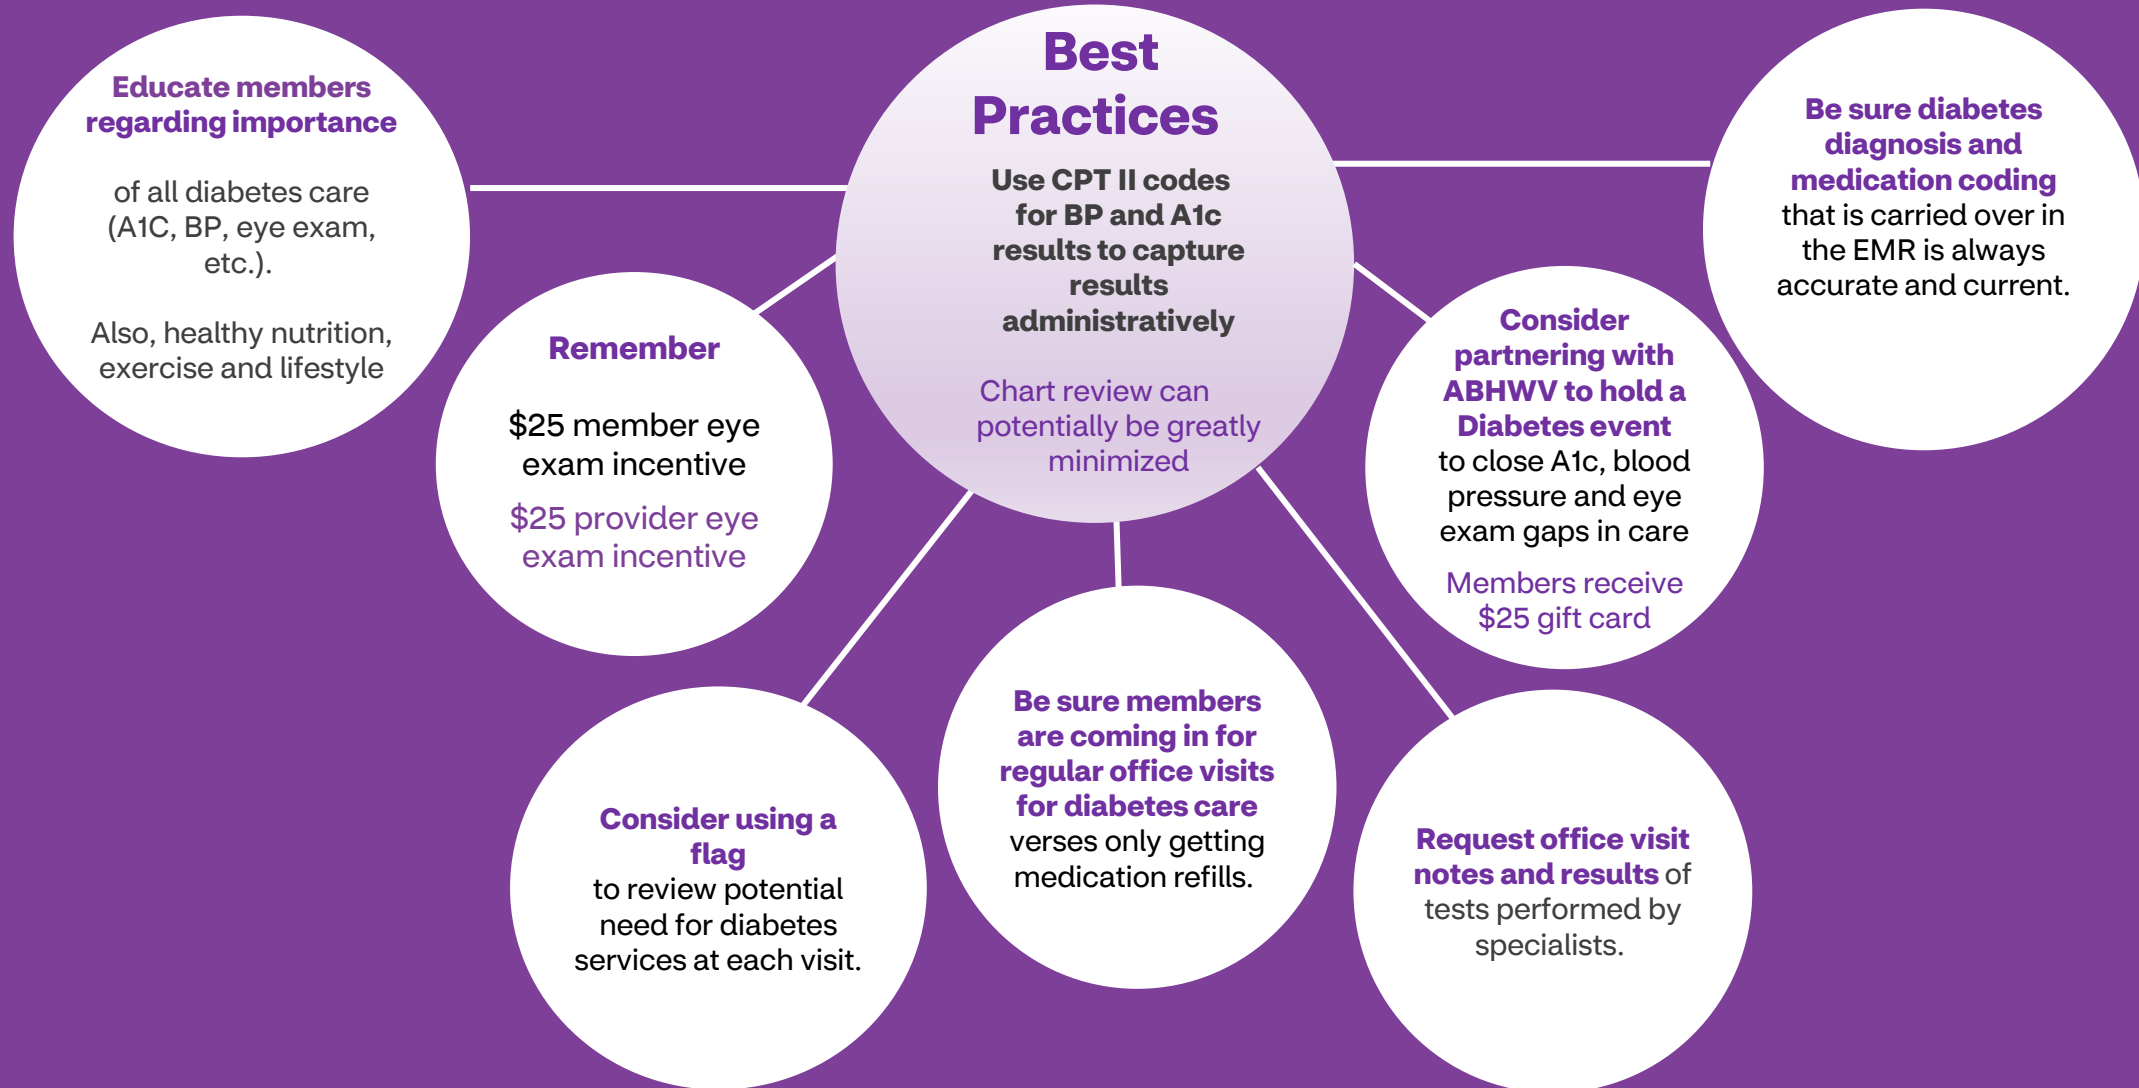 Best
Practices
Use CPT II codes
for BP and A1c
results to capture
results
administratively
Chart review can
potentially be greatly
minimized
Educate members
regarding importance
of all diabetes care
(A1C, BP, eye exam,
etc.).
Also, healthy nutrition,
exercise and lifestyle
Remember
$25 member eye
exam incentive
$25 provider eye
exam incentive
Consider using a
flag
to review potential
need for diabetes
services at each visit.
Be sure members
are coming in for
regular office visits
for diabetes care
verses only getting
medication refills.
Request office visit
notes and results of
tests performed by
specialists.
Consider
partnering with
ABHWV to hold a
Diabetes event
to close A1c, blood
pressure and eye
exam gaps in care
Members receive
$25 gift card
Be sure diabetes
diagnosis and
medication coding
that is carried over in
the EMR is always
accurate and current.